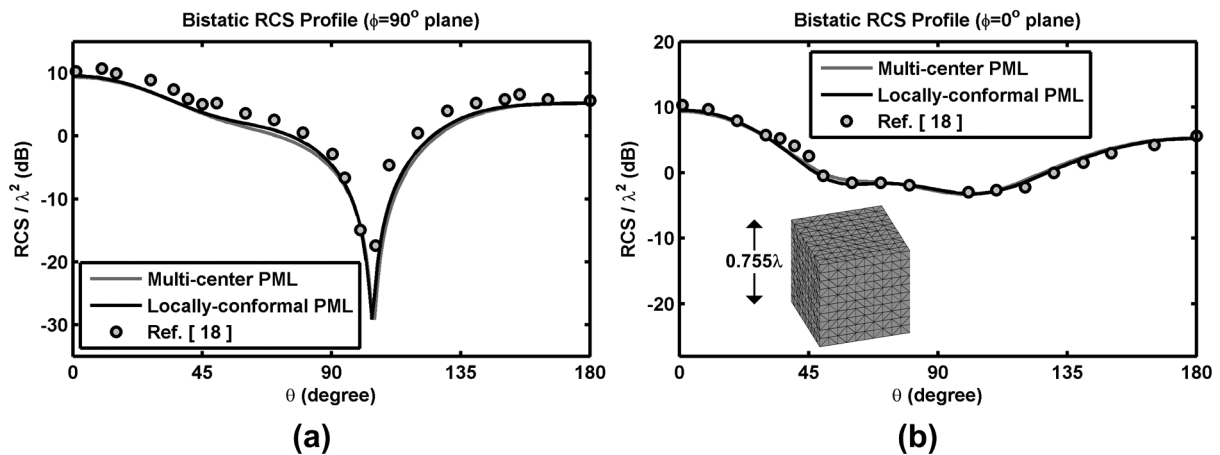 Bistatic RCS Profile (ϕ=90° plane)
RCS / λ² (dB)
10
0
-10
-20
-30
Multi-center PML
Locally-conformal PML
Ref. [ 18 ]
0
45
90
135
180
θ (degree)
(a)
Bistatic RCS Profile (ϕ=0° plane)
RCS / λ² (dB)
20
10
0
-10
-20
Multi-center PML
Locally-conformal PML
Ref. [ 18 ]
0.755λ
0
45
90
135
180
θ (degree)
(b)